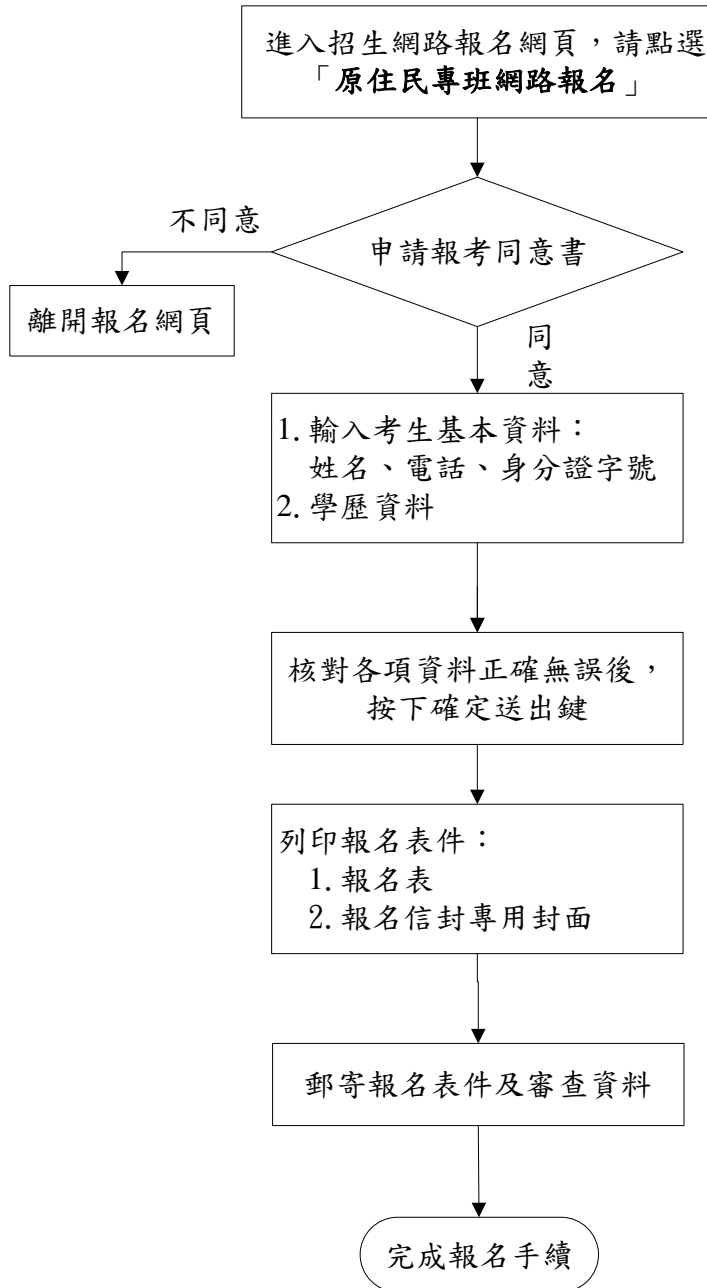 進入招生網路報名網頁，請點選
「原住民專班網路報名」
不同意
申請報考同意書
離開報名網頁
同
意
1. 輸入考生基本資料：
姓名、電話、身分證字號
2. 學歷資料
核對各項資料正確無誤後，
按下確定送出鍵
列印報名表件：
1. 報名表
2. 報名信封專用封面
郵寄報名表件及審查資料
完成報名手續